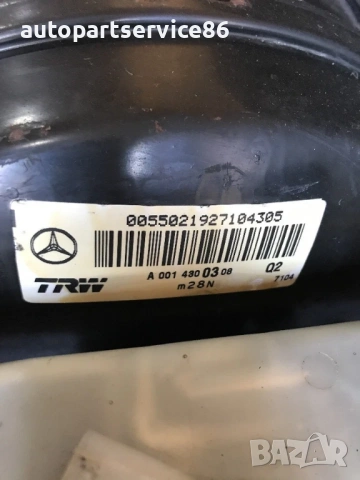 autopartservice86
0055021927104305
A 001 430 03 08 Q2
TRW m28N 7104
BAZAR